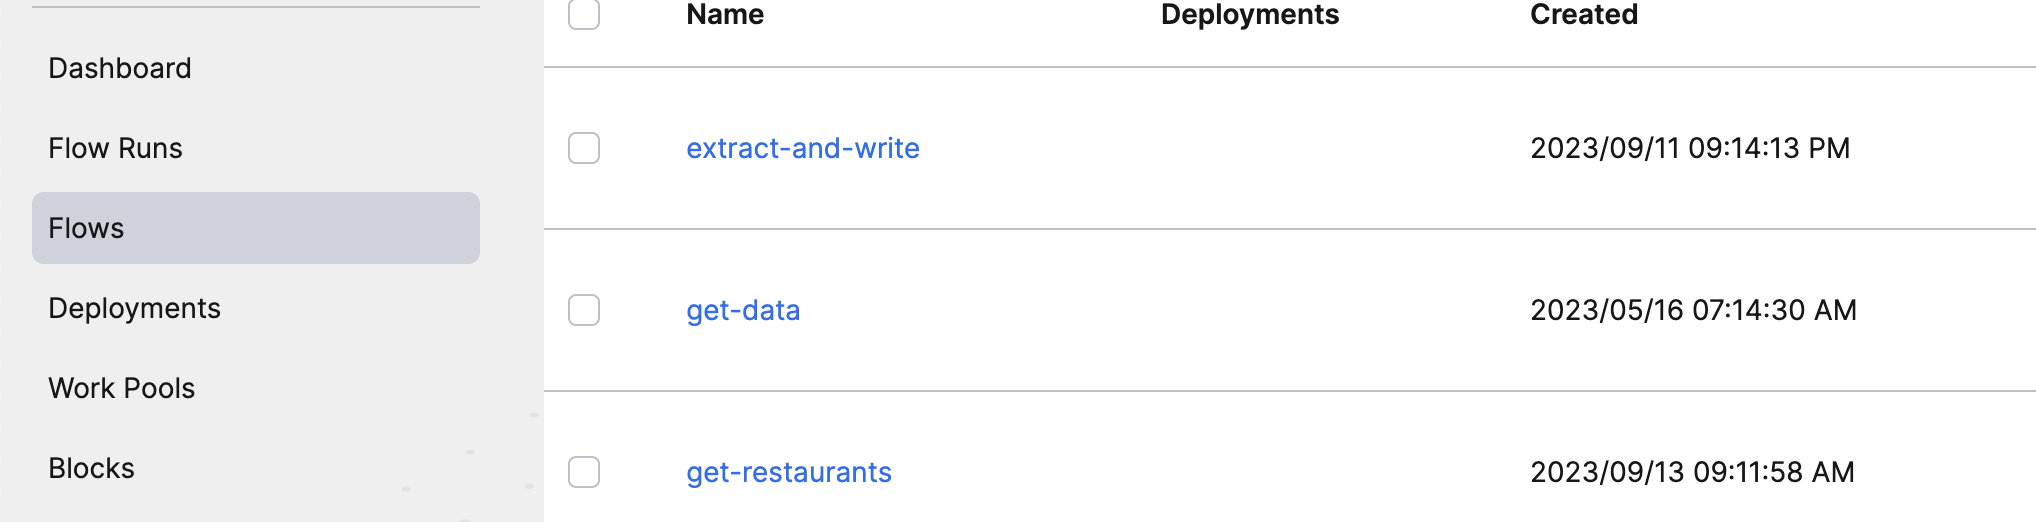 Dashboard
Flow Runs
Flows
Deployments
Work Pools
Blocks
Name Deployments Created
extract-and-write 2023/09/11 09:14:13 PM
get-data 2023/05/16 07:14:30 AM
get-restaurants 2023/09/13 09:11:58 AM